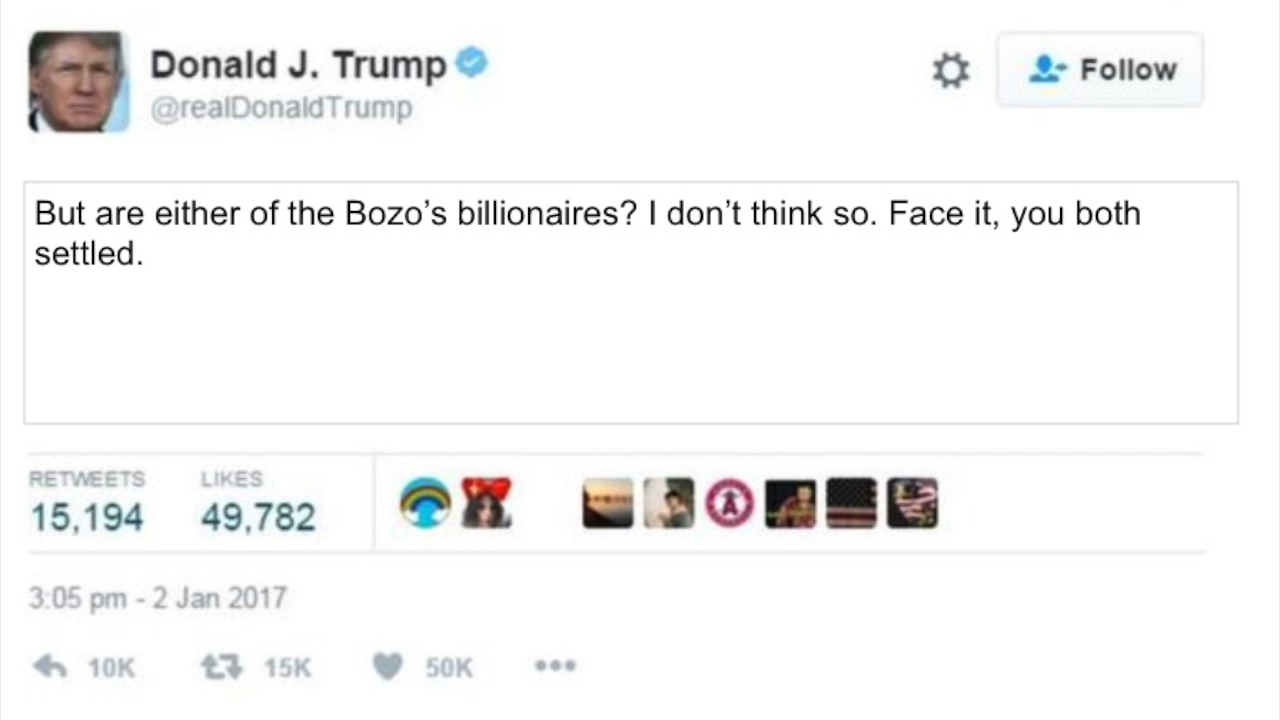 Donald J. Trump
@realDonaldTrump
Follow
But are either of the Bozo’s billionaires? I don’t think so. Face it, you both
settled.
RETWEETS LIKES
15,194 49,782
3:05 pm - 2 Jan 2017
10K 15K 50K •••